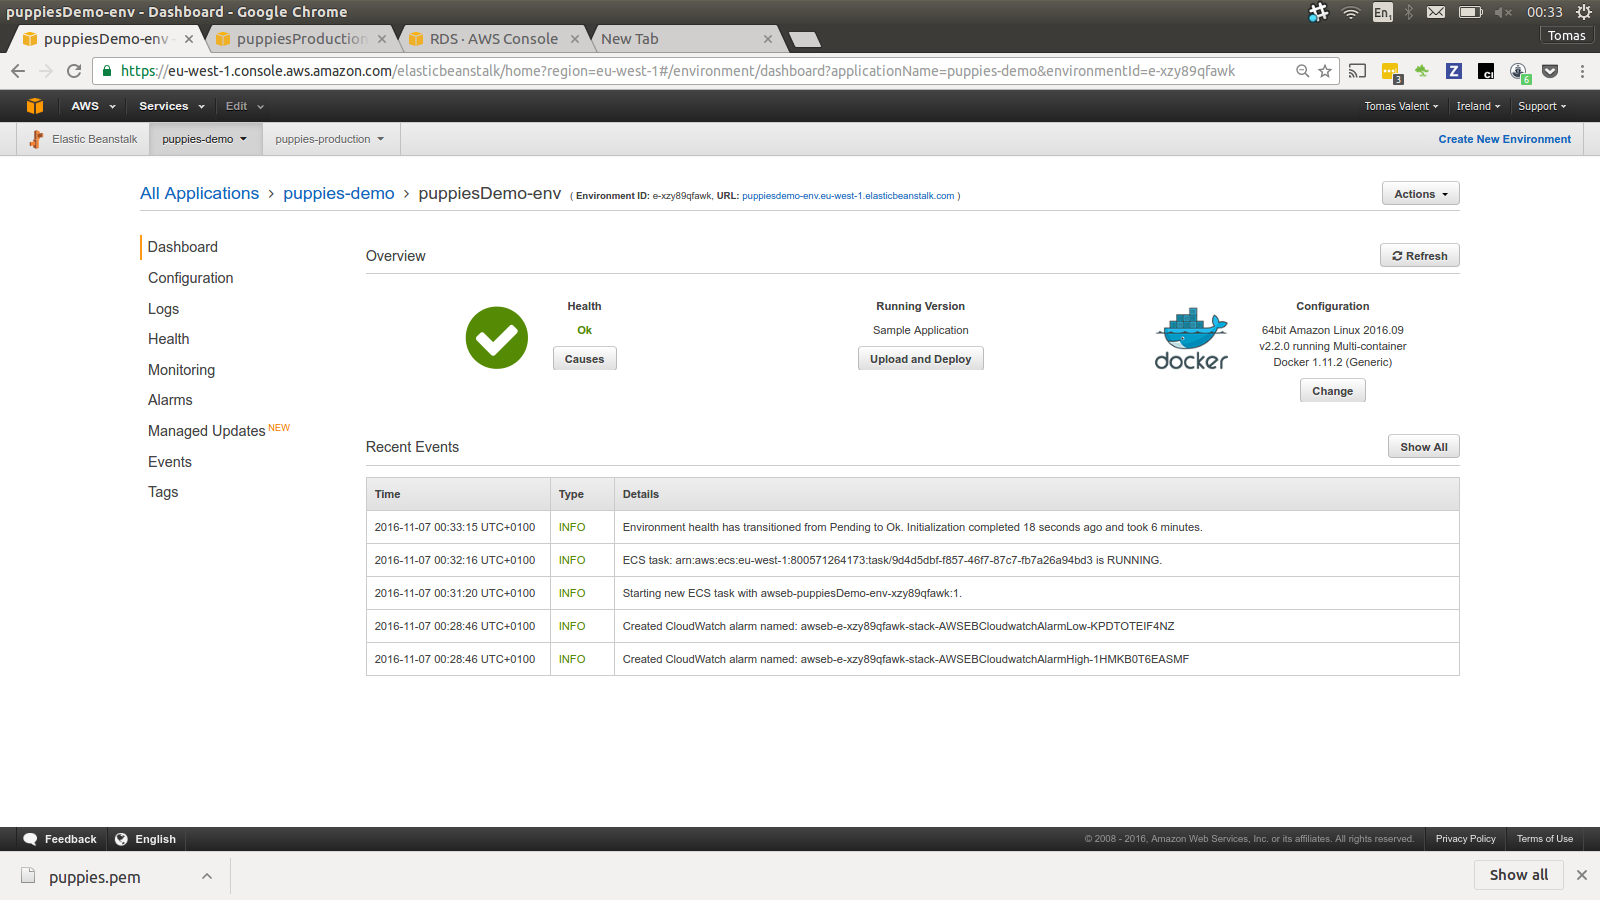 puppiesDemo-env - Dashboard - Google Chrome
En1
00:33
puppiesDemo-env -
puppiesProduction
RDS · AWS Console
New Tab
Tomas
https://eu-west-1.console.aws.amazon.com/elasticbeanstalk/home?region=eu-west-1#/environment/dashboard?applicationName=puppies-demo&environmentId=e-xzy89qfawk
3
Z
CI
6
AWS
Services
Edit
Tomas Valent
Ireland
Support
Elastic Beanstalk
puppies-demo
puppies-production
Create New Environment
All Applications > puppies-demo > puppiesDemo-env ( Environment ID: e-xzy89qfawk, URL: puppiesdemo-env.eu-west-1.elasticbeanstalk.com )
Actions
Dashboard
Configuration
Logs
Health
Monitoring
Alarms
Managed Updates NEW
Events
Tags
Overview
Refresh
Health
Ok
Causes
Running Version
Sample Application
Upload and Deploy
docker
Configuration
64bit Amazon Linux 2016.09
v2.2.0 running Multi-container
Docker 1.11.2 (Generic)
Change
Recent Events
Show All
Time Type Details
2016-11-07 00:33:15 UTC+0100 INFO Environment health has transitioned from Pending to Ok. Initialization completed 18 seconds ago and took 6 minutes.
2016-11-07 00:32:16 UTC+0100 INFO ECS task: arn:aws:ecs:eu-west-1:800571264173:task/9d4d5dbf-f857-46f7-87c7-fb7a26a94bd3 is RUNNING.
2016-11-07 00:31:20 UTC+0100 INFO Starting new ECS task with awseb-puppiesDemo-env-xzy89qfawk:1.
2016-11-07 00:28:46 UTC+0100 INFO Created CloudWatch alarm named: awseb-e-xzy89qfawk-stack-AWSEBCloudwatchAlarmLow-KPDTOTEIF4NZ
2016-11-07 00:28:46 UTC+0100 INFO Created CloudWatch alarm named: awseb-e-xzy89qfawk-stack-AWSEBCloudwatchAlarmHigh-1HMKB0T6EASMF
Feedback
English
© 2008 - 2016, Amazon Web Services, Inc. or its affiliates. All rights reserved.
Privacy Policy
Terms of Use
puppies.pem
Show all